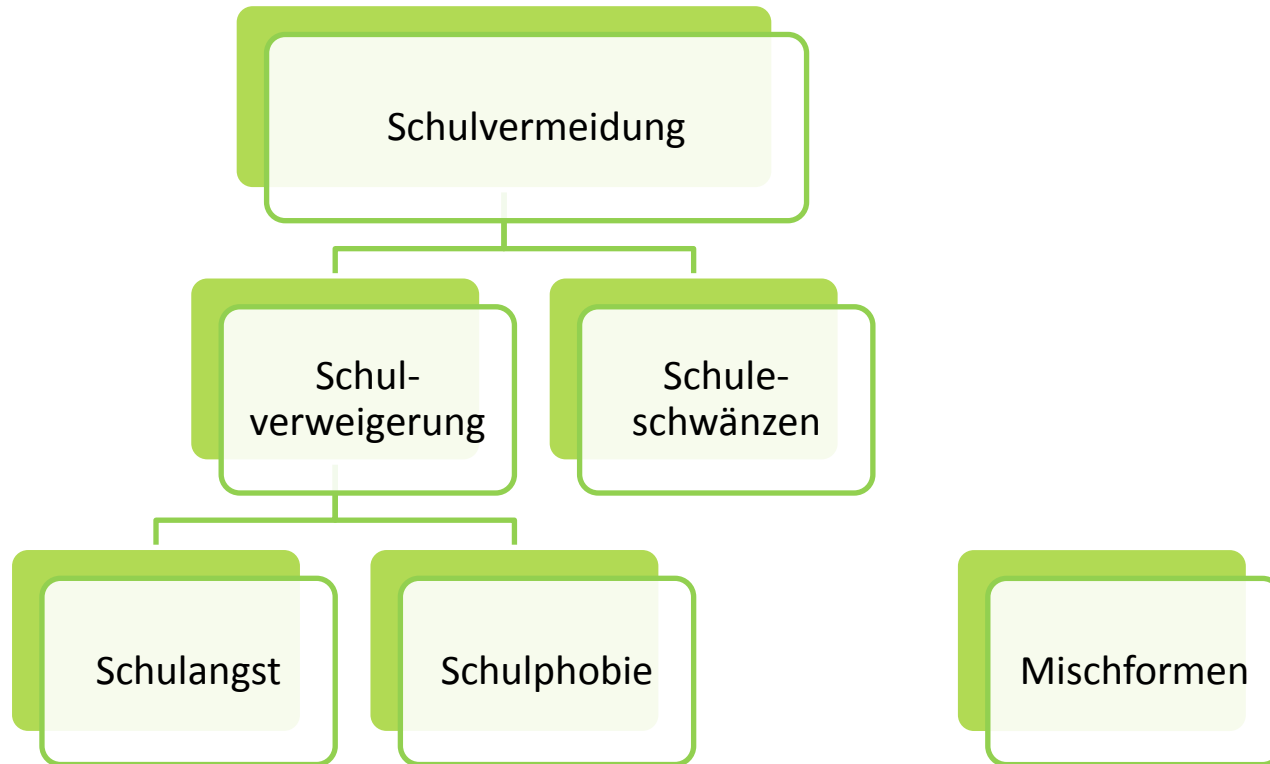 Schulvermeidung
Schul-
verweigerung
Schule-
schwänzen
Schulangst
Schulphobie
Mischformen